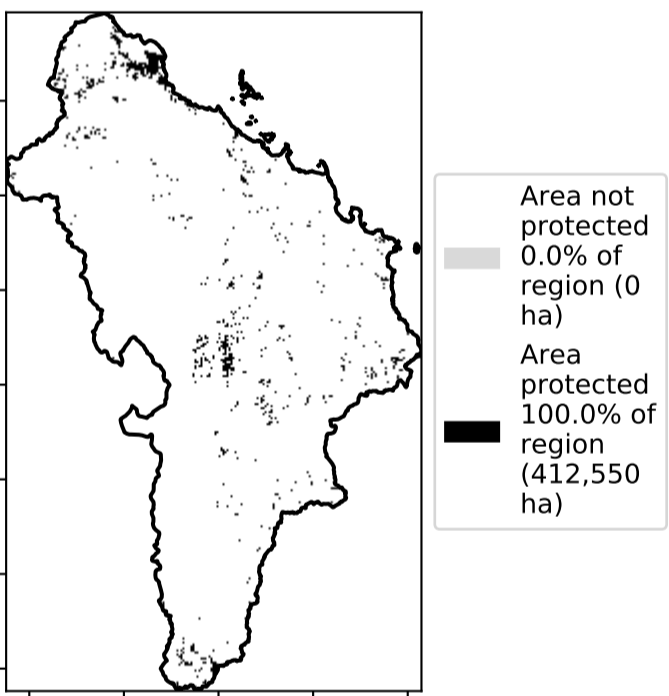 Area not
protected
0.0% of
region (0
ha)
Area
protected
100.0% of
region
(412,550
ha)